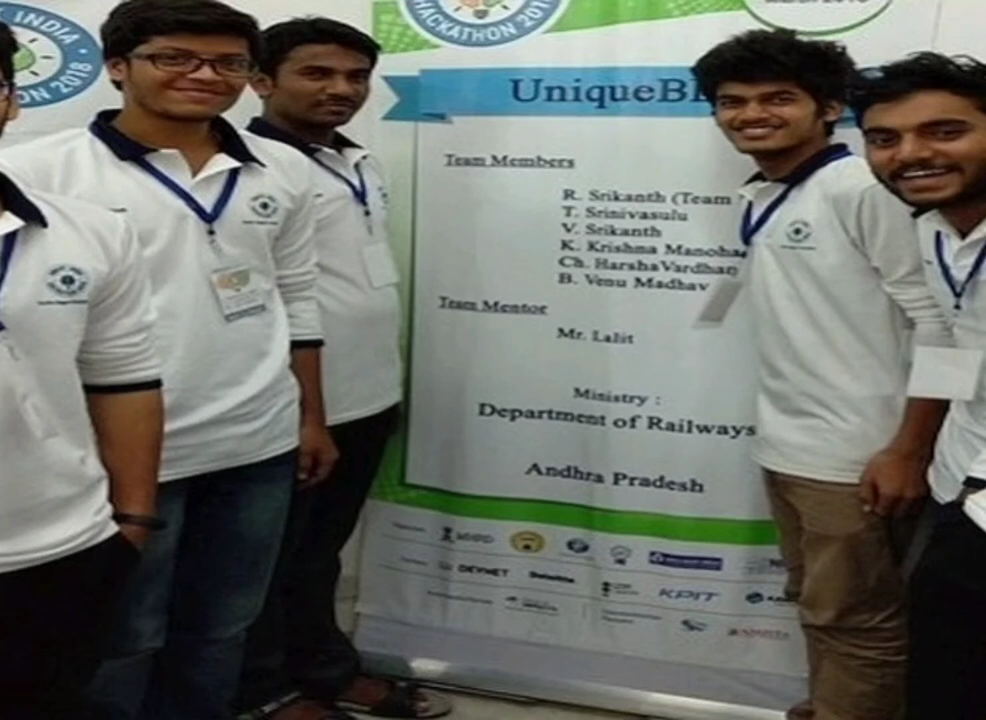 INDIA
2018
HACKATHON 201
UniqueBl
Team Members
R. Srikanth (Team
T. Srinivasulu
V. Srikanth
K. Krishna Manoha
Ch. HarshaVardhan
B. Venu Madhav
Team Mentor
Mr. Lalit
Ministry :
Department of Railways
Andhra Pradesh
DEVNET
Deloitte
KPIT